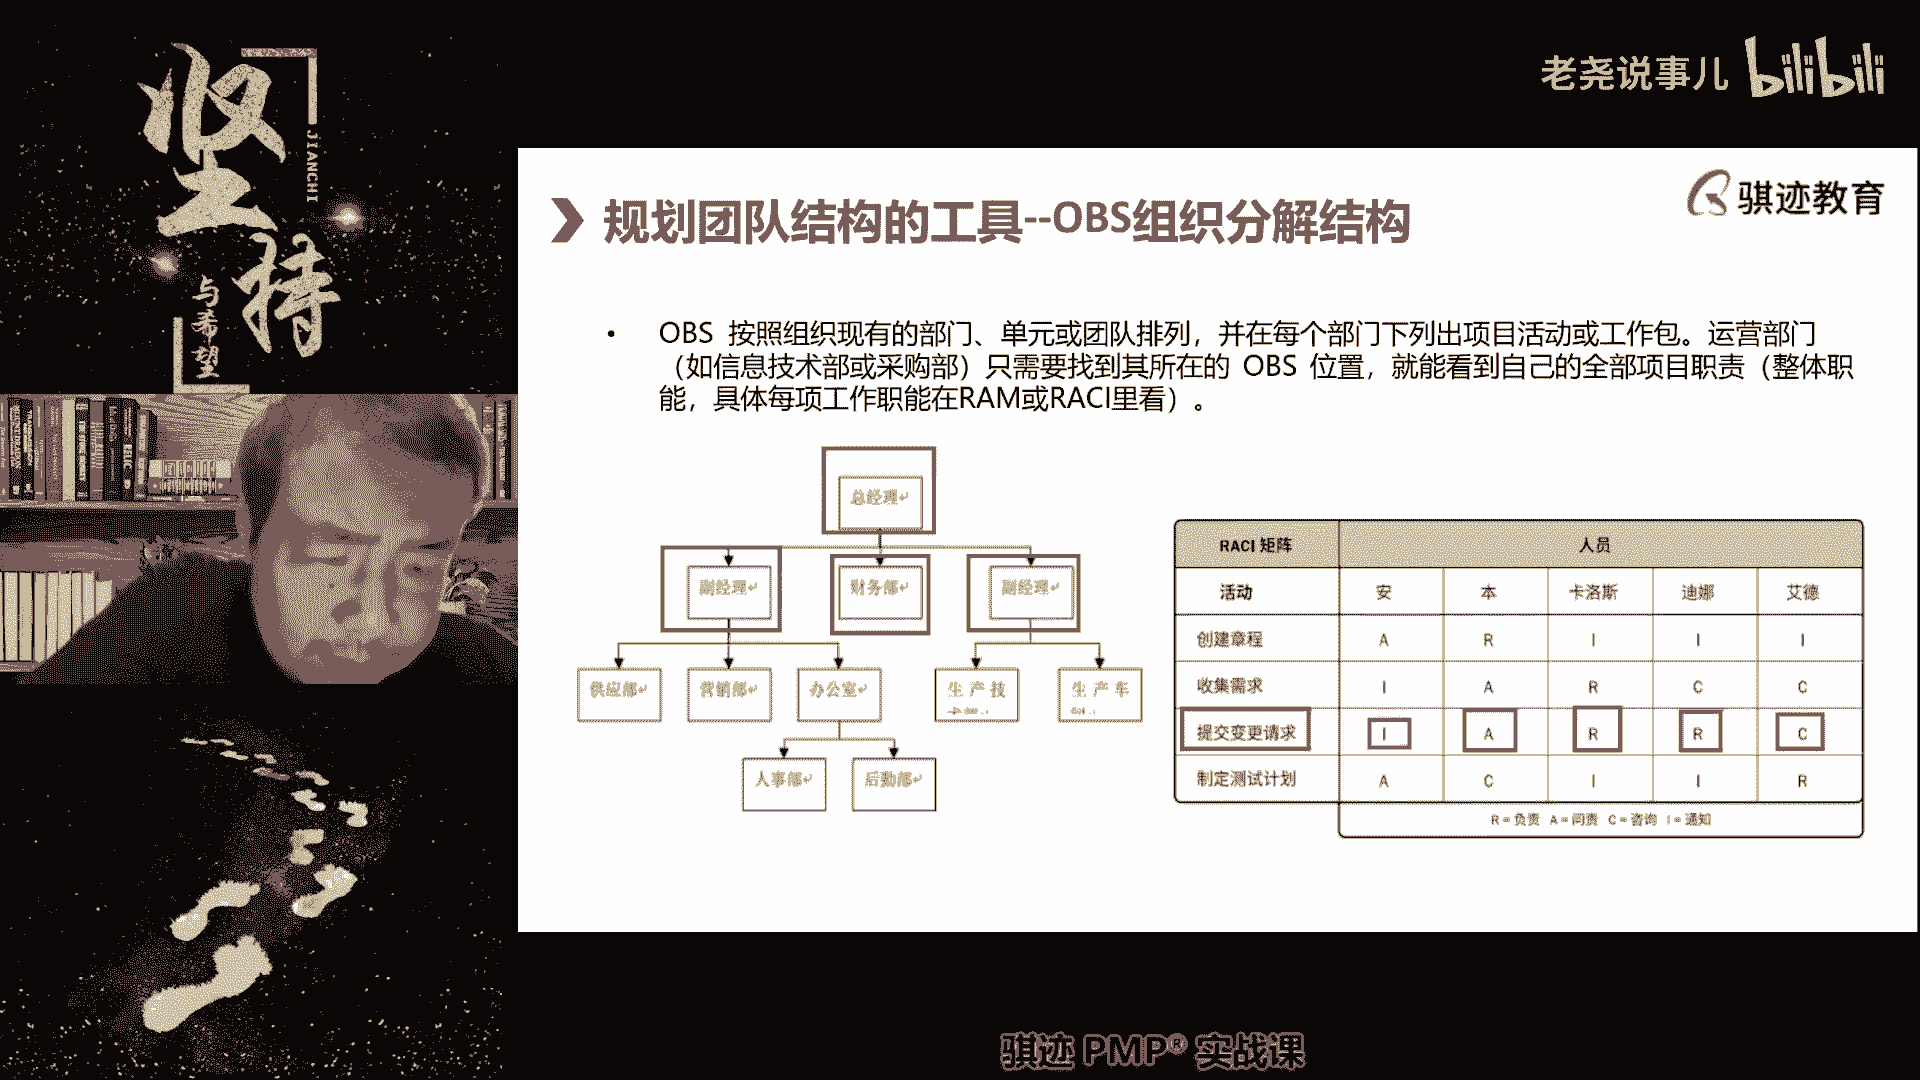 坚持
JIANCHI
与希望
老尧说事儿 bilibili
骐迹教育
规划团队结构的工具--OBS组织分解结构
• OBS 按照组织现有的部门、单元或团队排列，并在每个部门下列出项目活动或工作包。运营部门
（如信息技术部或采购部）只需要找到其所在的 OBS 位置，就能看到自己的全部项目职责（整体职
能，具体每项工作职能在RAM或RACI里看）。
总经理
副经理 财务部 副经理
供应部 营销部 办公室 生产技 生产车
人事部 后勤部
RACI 矩阵 人员
活动 安 本 卡洛斯 迪娜 艾德
创建章程 A R I I I
收集需求 I A R C C
提交变更请求 I A R R C
制定测试计划 A C I I R
R = 负责 A = 问责 C = 咨询 I = 通知
骐迹 PMP® 实战课